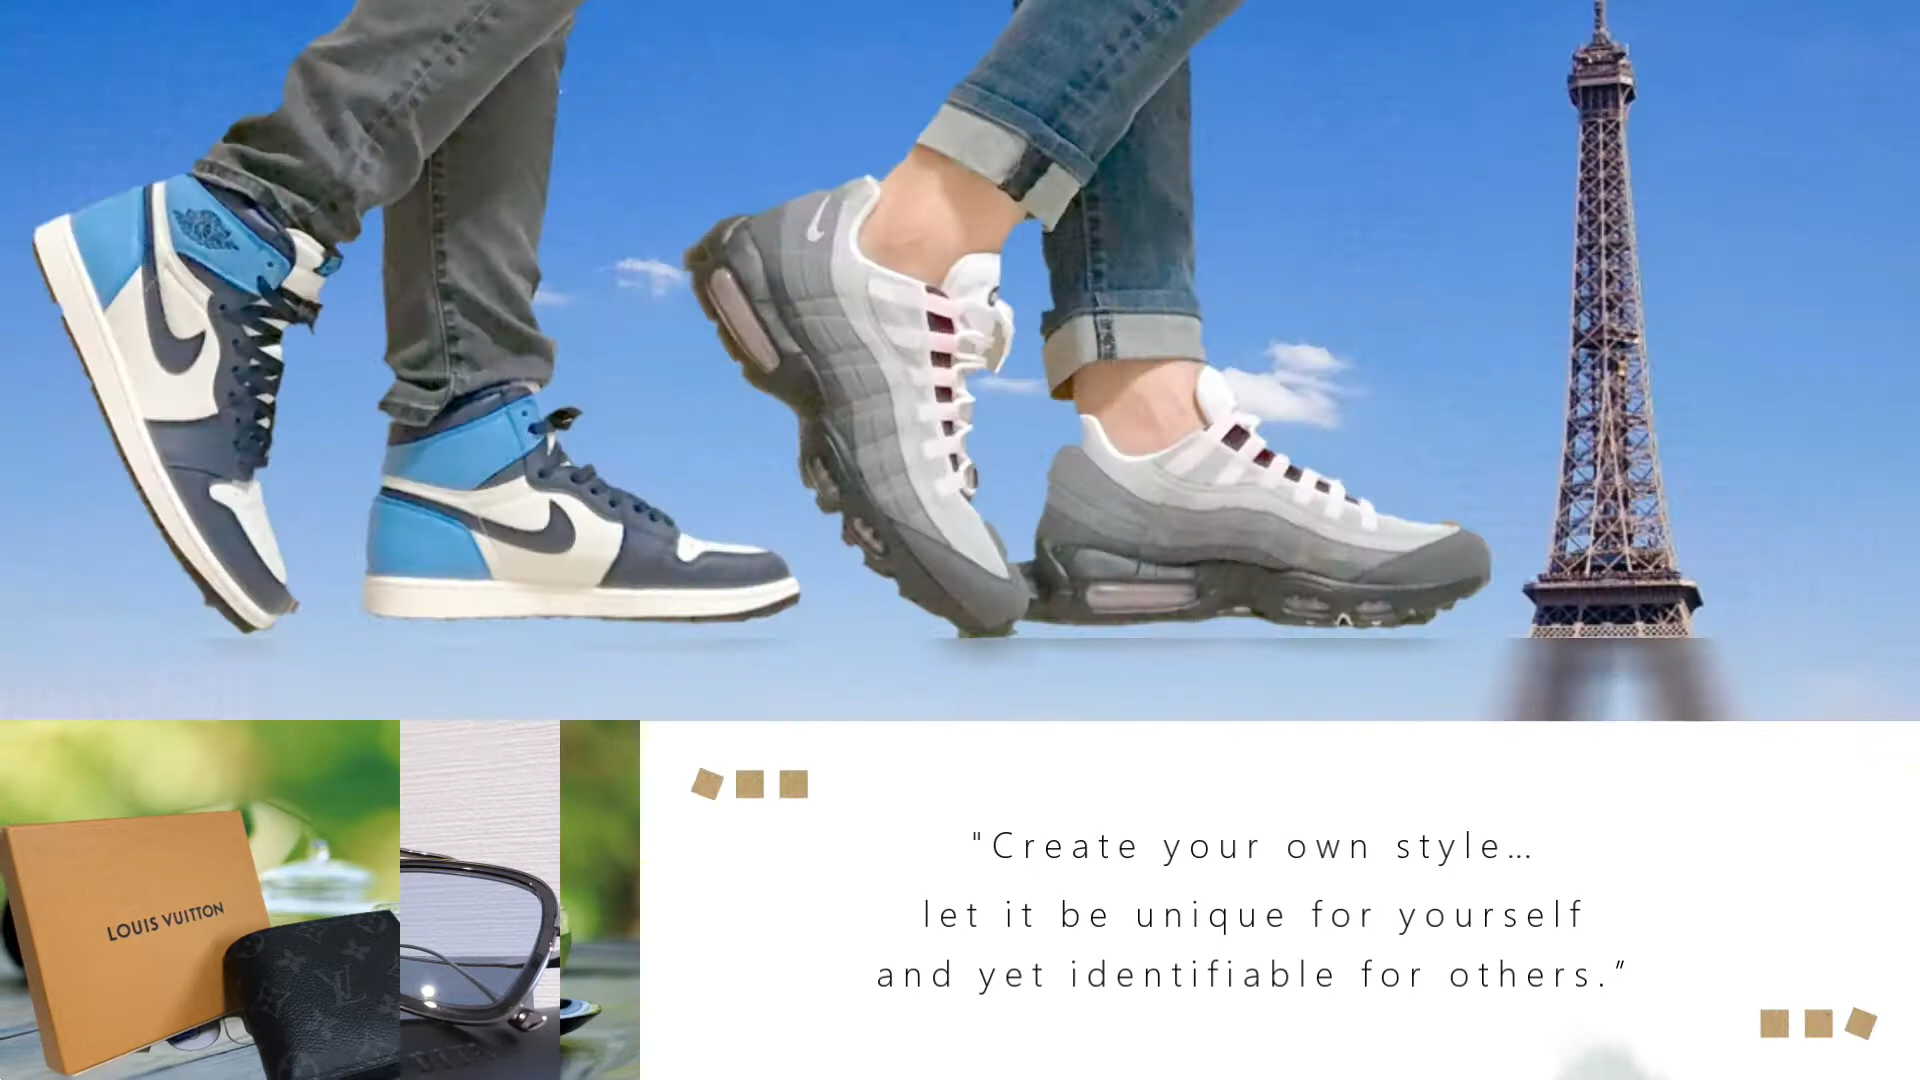 LOUIS VUITTON
"Create your own style…
let it be unique for yourself
and yet identifiable for others.”